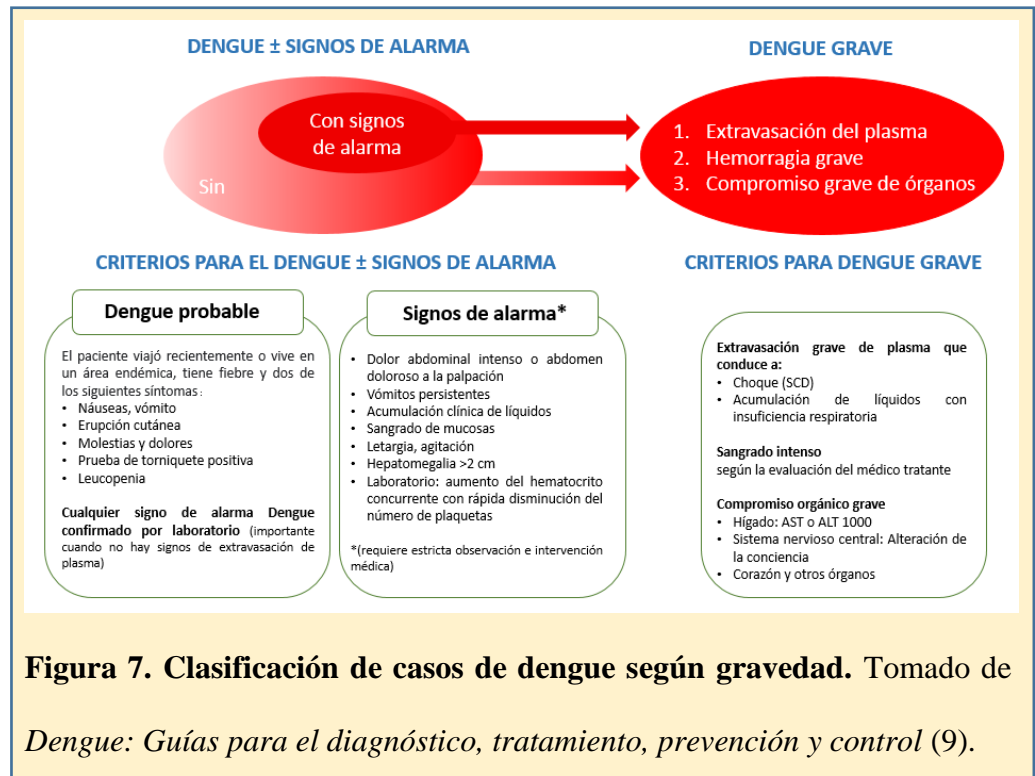 DENGUE ± SIGNOS DE ALARMA
DENGUE GRAVE
Con signos
de alarma
Sin
1. Extravasación del plasma
2. Hemorragia grave
3. Compromiso grave de órganos
CRITERIOS PARA EL DENGUE ± SIGNOS DE ALARMA
CRITERIOS PARA DENGUE GRAVE
Dengue probable
El paciente viajó recientemente o vive en
un área endémica, tiene fiebre y dos de
los siguientes síntomas:
• Náuseas, vómito
• Erupción cutánea
• Molestias y dolores
• Prueba de torniquete positiva
• Leucopenia
Cualquier signo de alarma Dengue
confirmado por laboratorio (importante
cuando no hay signos de extravasación de
plasma)
Signos de alarma*
• Dolor abdominal intenso o abdomen
doloroso a la palpación
• Vómitos persistentes
• Acumulación clínica de líquidos
• Sangrado de mucosas
• Letargia, agitación
• Hepatomegalia >2 cm
• Laboratorio: aumento del hematocrito
concurrente con rápida disminución del
número de plaquetas
*(requiere estricta observación e intervención
médica)
Extravasación grave de plasma que
conduce a:
• Choque (SCD)
• Acumulación de líquidos con
insuficiencia respiratoria
Sangrado intenso
según la evaluación del médico tratante
Compromiso orgánico grave
• Hígado: AST o ALT 1000
• Sistema nervioso central: Alteración de
la conciencia
• Corazón y otros órganos
Figura 7. Clasificación de casos de dengue según gravedad. Tomado de
Dengue: Guías para el diagnóstico, tratamiento, prevención y control (9).